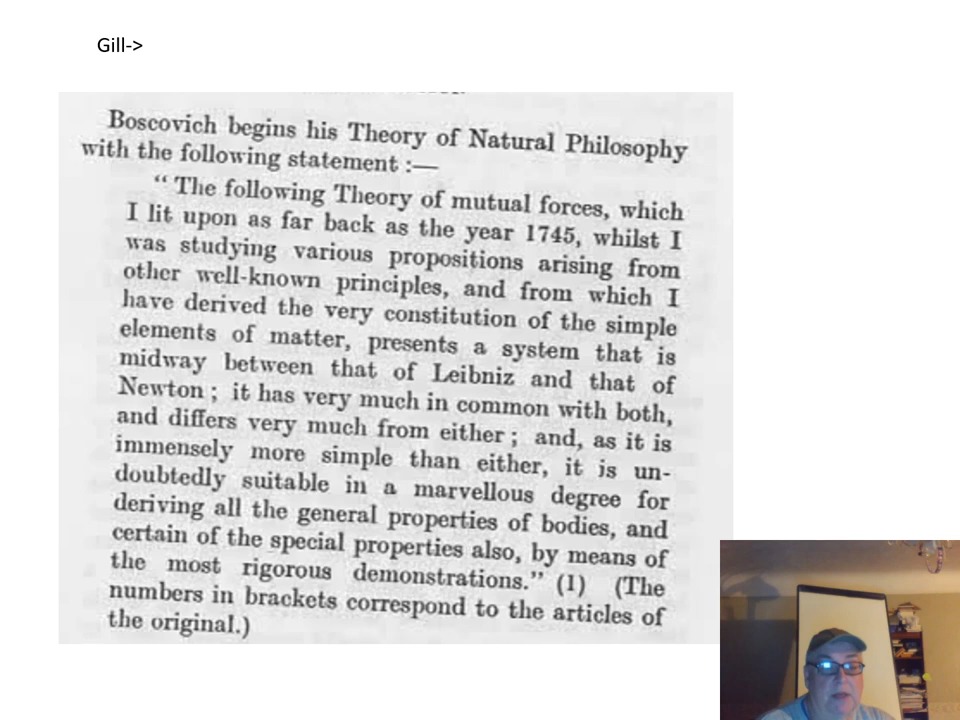 Gill->
Boscovich begins his Theory of Natural Philosophy
with the following statement :—
“ The following Theory of mutual forces, which
I lit upon as far back as the year 1745, whilst I
was studying various propositions arising from
other well-known principles, and from which I
have derived the very constitution of the simple
elements of matter, presents a system that is
midway between that of Leibniz and that of
Newton ; it has very much in common with both,
and differs very much from either ; and, as it is
immensely more simple than either, it is un-
doubtedly suitable in a marvellous degree for
deriving all the general properties of bodies, and
certain of the special properties also, by means of
the most rigorous demonstrations.” (1) (The
numbers in brackets correspond to the articles of
the original.)